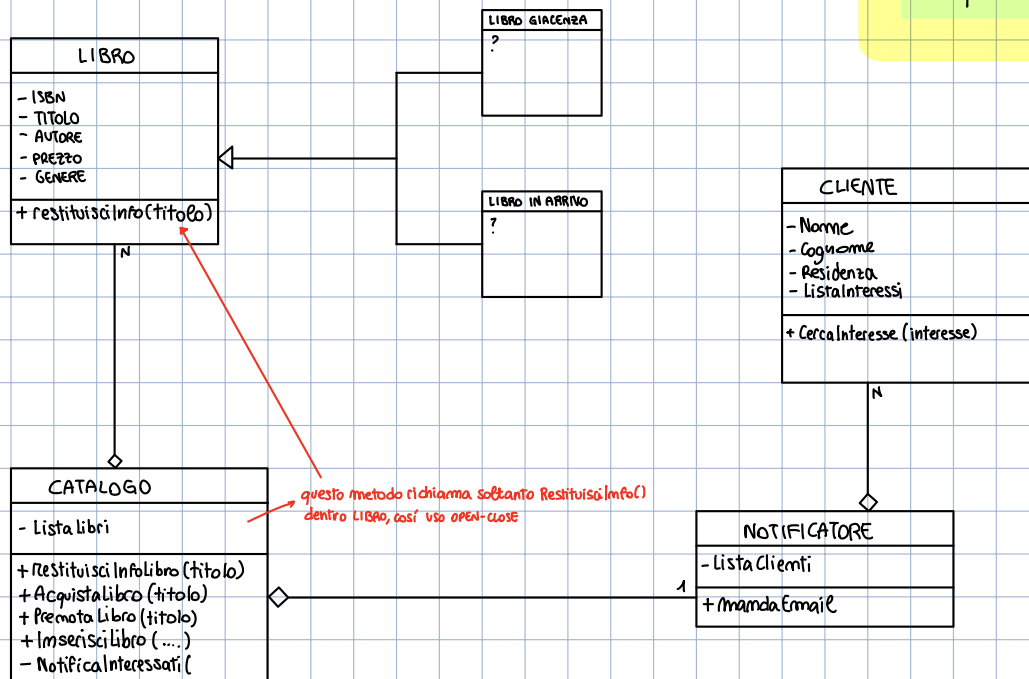 LIBRO
- ISBN
- TITOLO
- AUTORE
- PREZZO
- GENERE
+ restituisciInfo(titolo)
N
LIBRO GIACENZA
?
LIBRO IN ARRIVO
?
CLIENTE
- Nome
- Cognome
- Residenza
- ListaInteressi
+ CercaInteresse (interesse)
N
questo metodo richiama soltanto RestituisciInfo()
dentro LIBRO, così uso OPEN-CLOSE
CATALOGO
- ListaLibri
+ restituisciInfoLibro (titolo)
+ AcquistaLibro (titolo)
+ PrenotaLibro (titolo)
+ InserisciLibro (....)
- NotificaInteressati(
1
NOTIFICATORE
- ListaClienti
+ mandaEmail